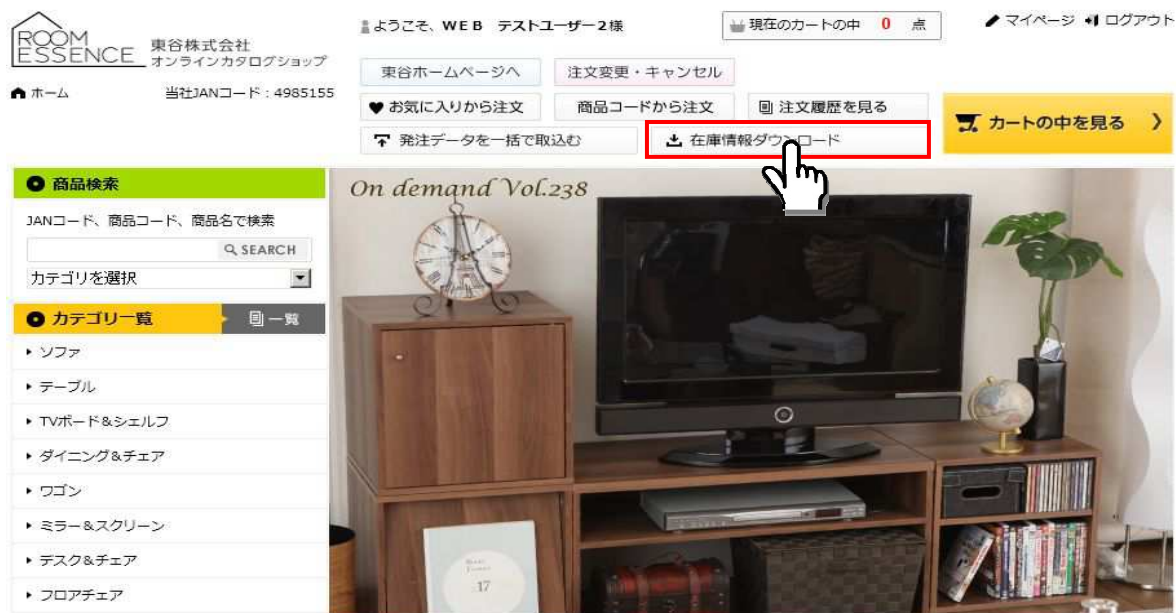 ROOM
ESSENCE
東谷株式会社
オンラインカタログショップ
ホーム
当社JANコード：4985155
ようこそ、WEB テストユーザー2様
現在のカートの中 0 点
マイページ
ログアウト
東谷ホームページへ
注文変更・キャンセル
お気に入りから注文
商品コードから注文
注文履歴を見る
発注データを一括で取込む
在庫情報ダウンロード
カートの中を見る
商品検索
JANコード、商品コード、商品名で検索
SEARCH
カテゴリを選択
カテゴリ一覧
一覧
ソファ
テーブル
TVボード&シェルフ
ダイニング&チェア
ワゴン
ミラー&スクリーン
デスク&チェア
フロアチェア
On demand Vol.238
17